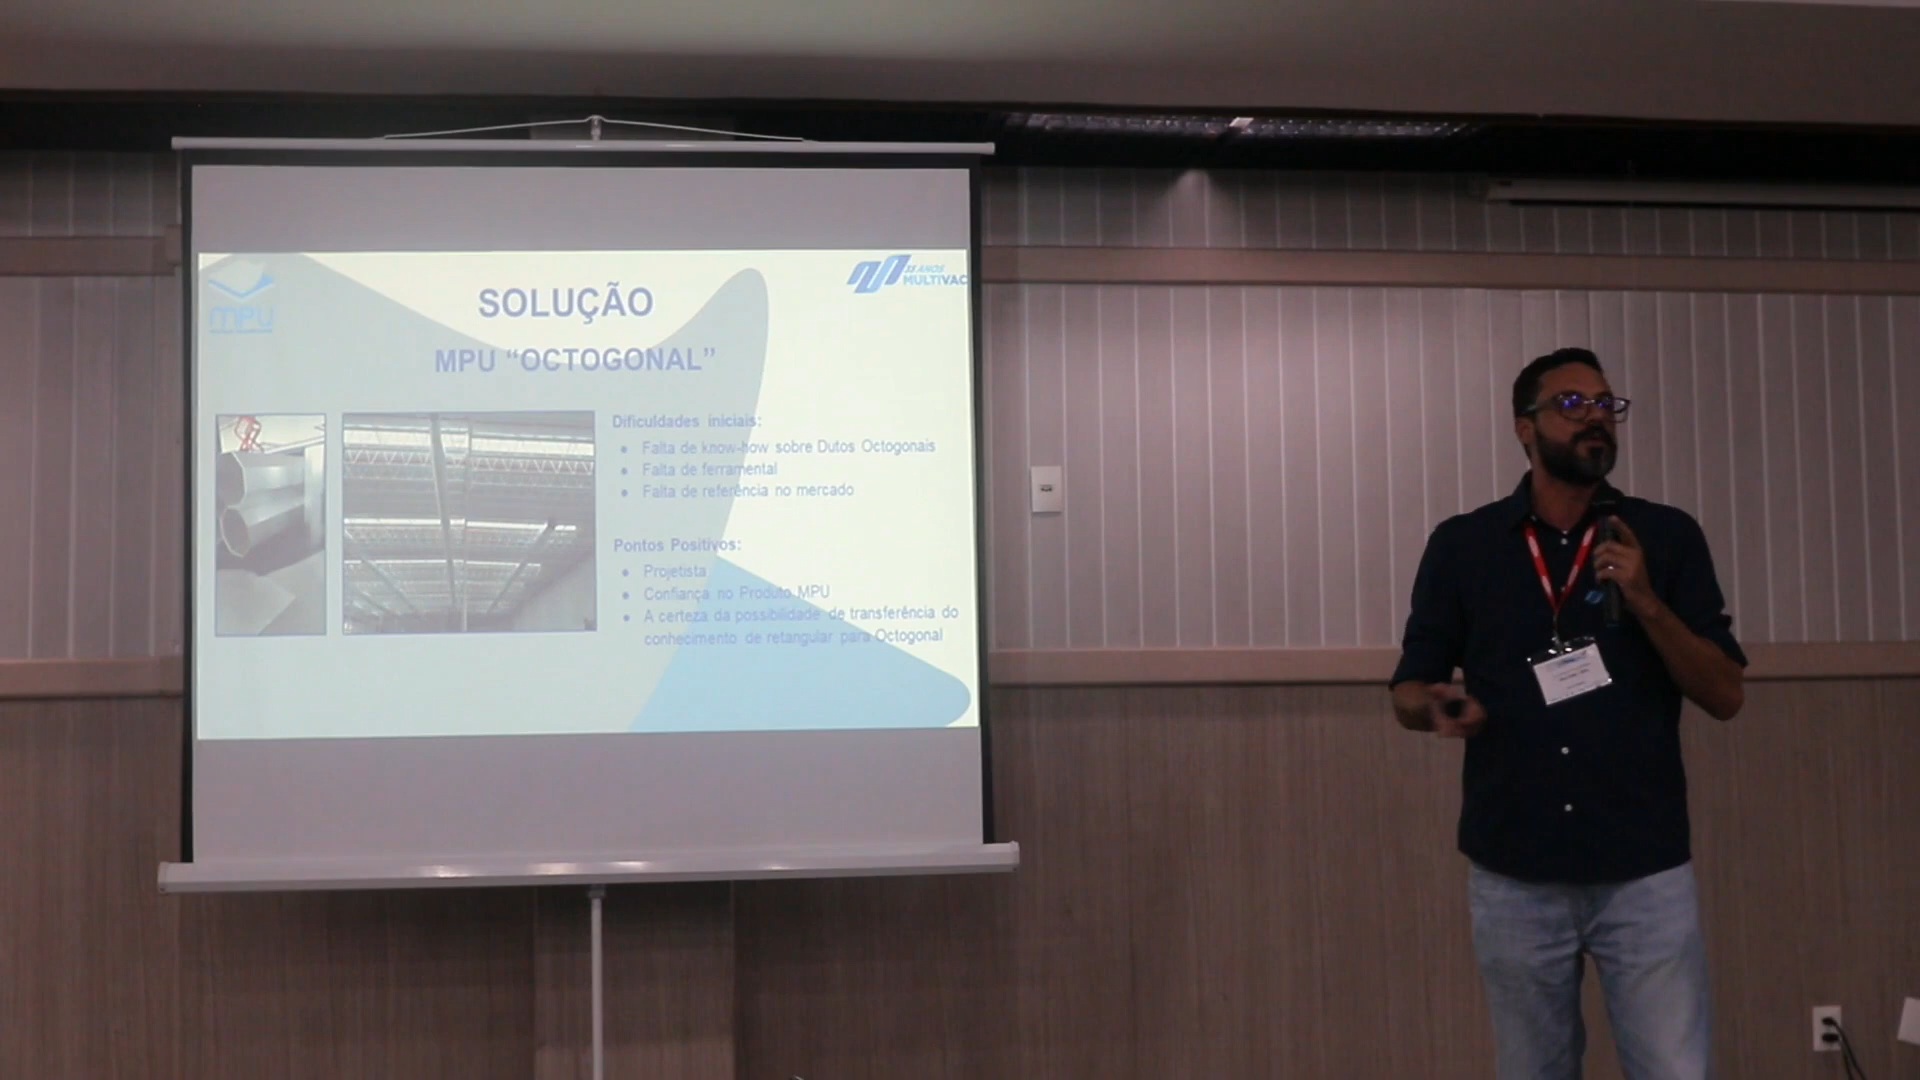 MPU
33 ANOS
MULTIVAC
SOLUÇÃO
MPU “OCTOGONAL”
Dificuldades iniciais:
● Falta de know-how sobre Dutos Octogonais
● Falta de ferramental
● Falta de referência no mercado
Pontos Positivos:
● Projetista
● Confiança no Produto MPU
● A certeza da possibilidade de transferência do
conhecimento de retangular para Octogonal